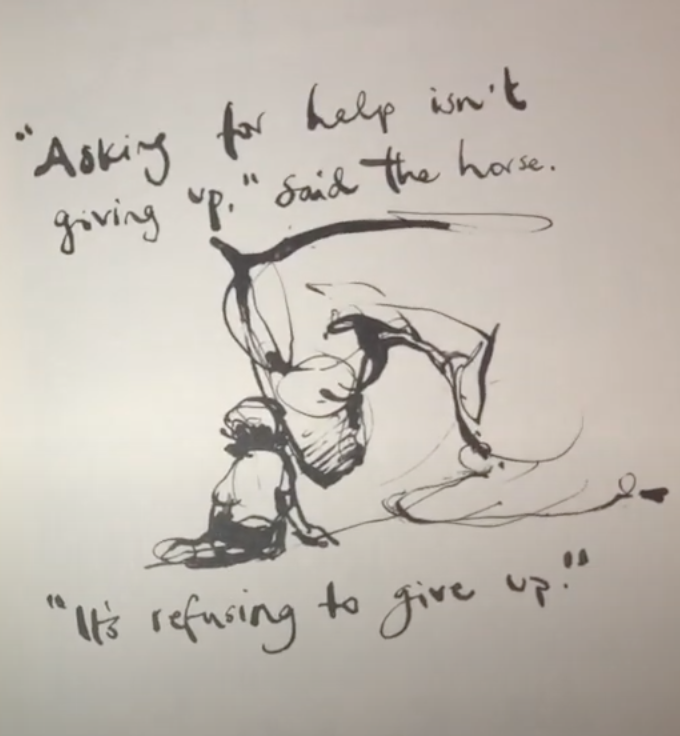 "Asking for help isn't
giving up," said the horse.
"It's refusing to give up."